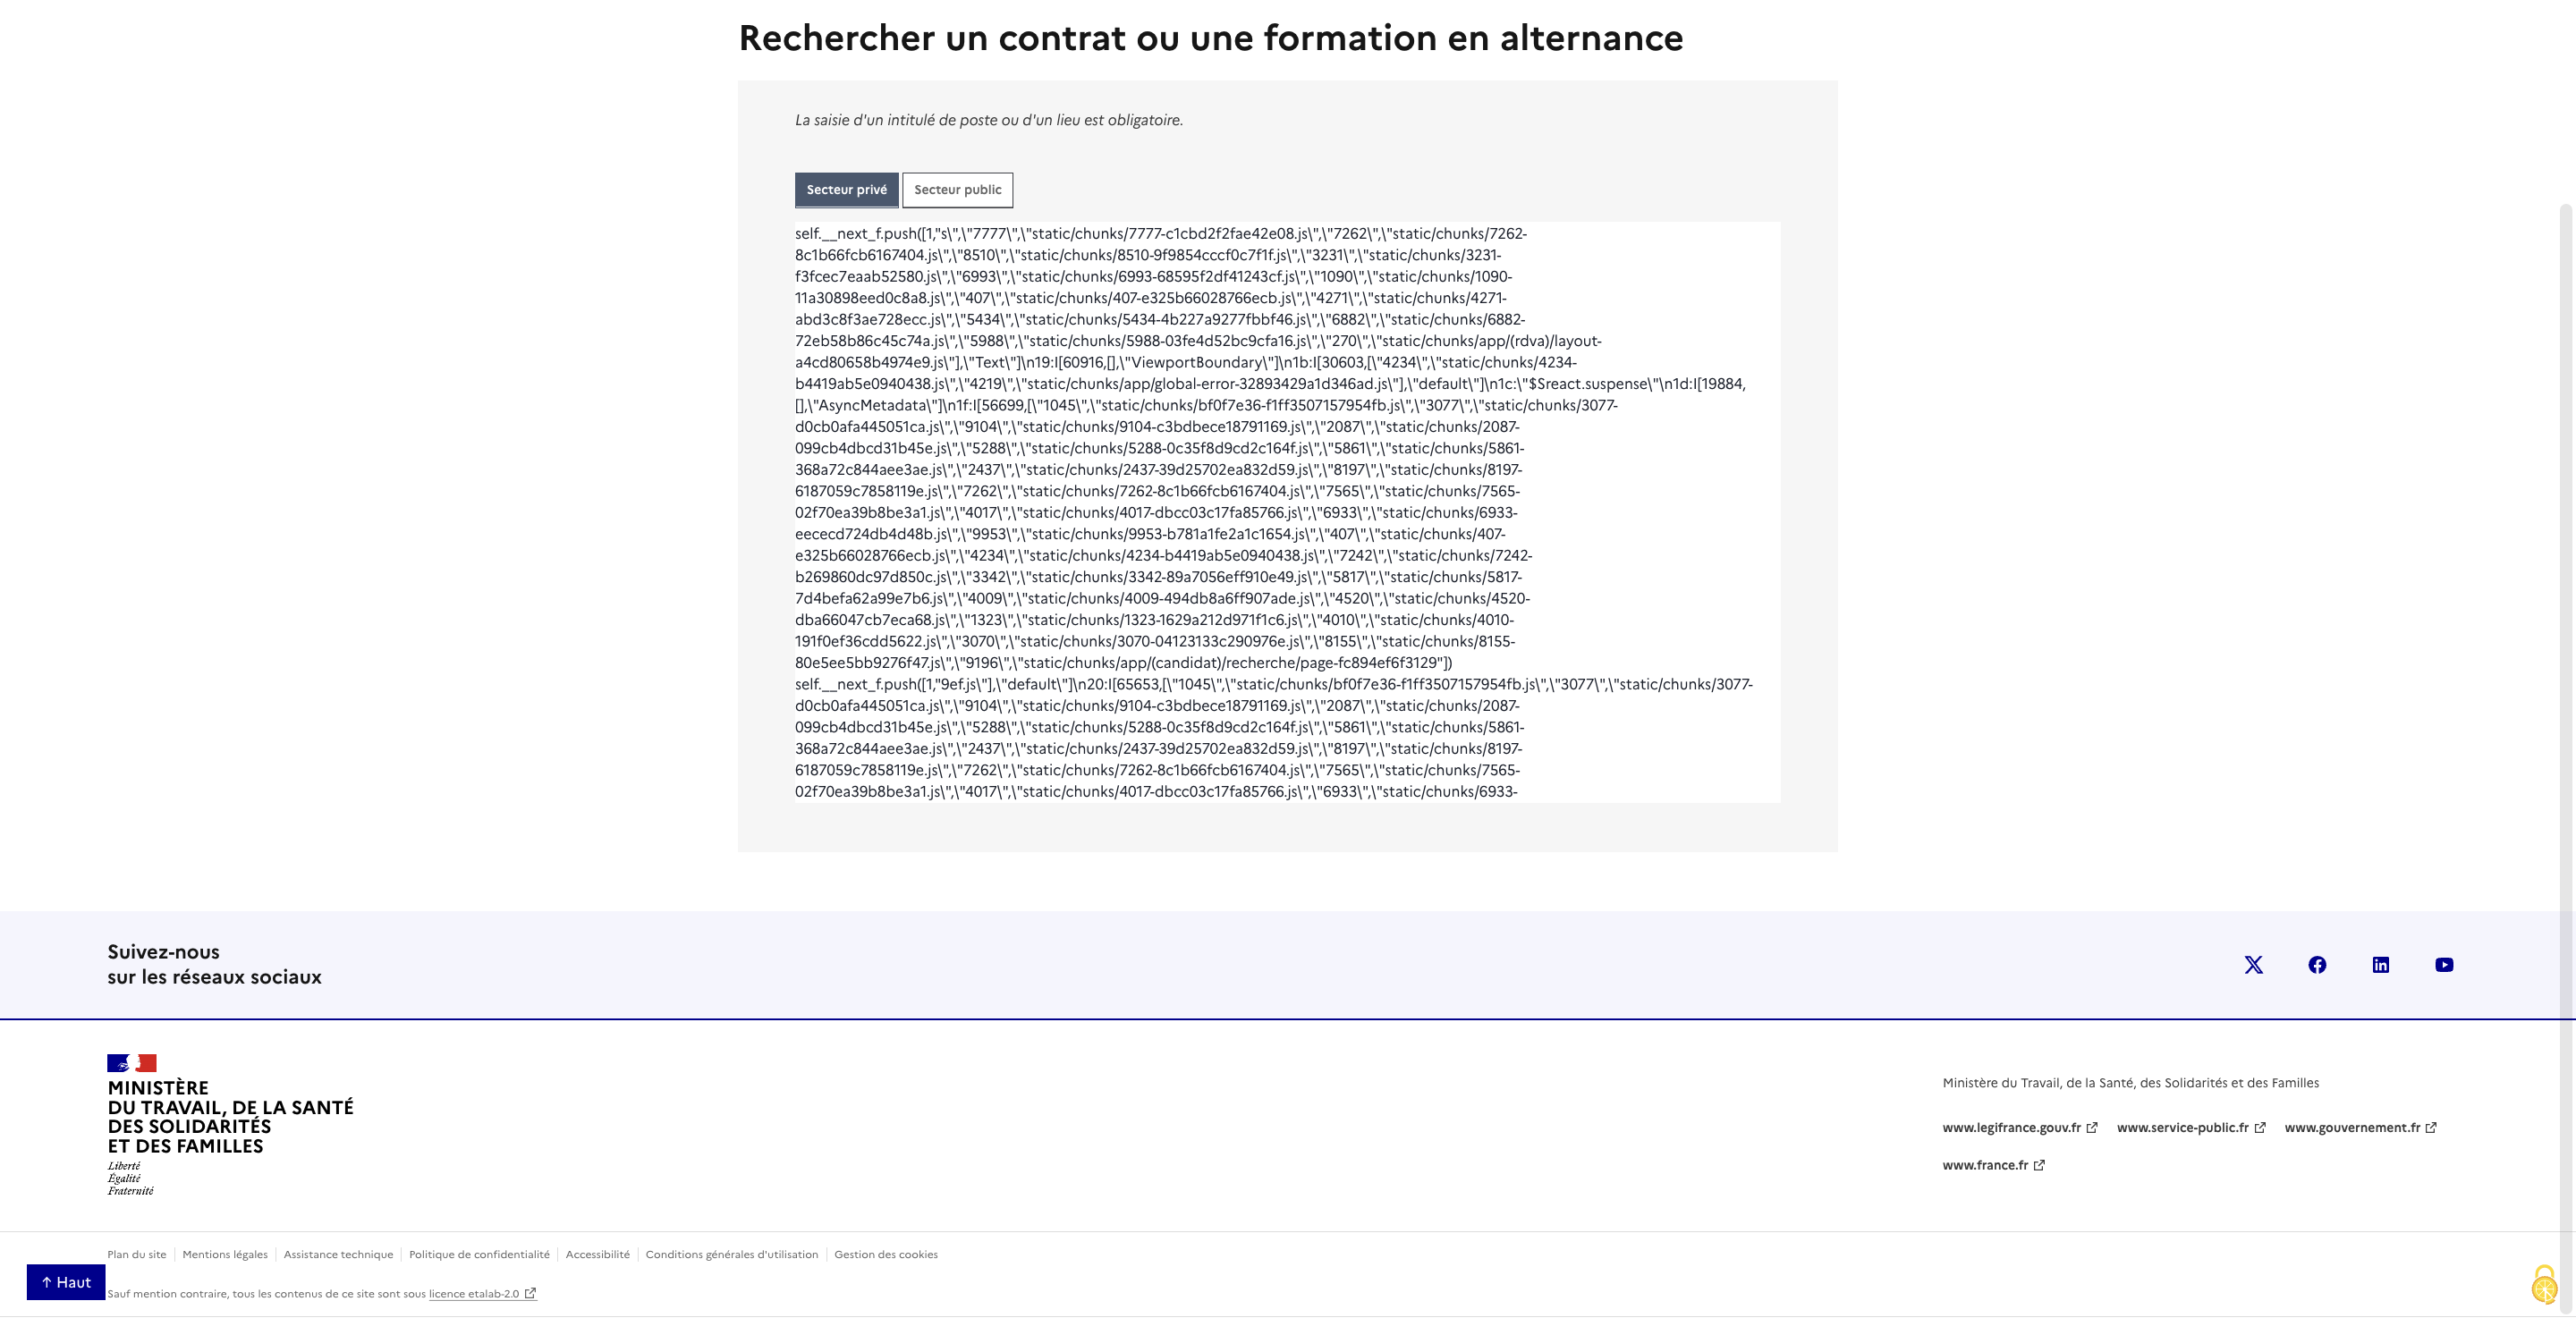 Rechercher un contrat ou une formation en alternance
La saisie d'un intitulé de poste ou d'un lieu est obligatoire.
Secteur privé Secteur public
self.__next_f.push([1,"s\",\"7777\",\"static/chunks/7777-c1cbd2f2fae42e08.js\",\"7262\",\"static/chunks/7262-
8c1b66fcb6167404.js\",\"8510\",\"static/chunks/8510-9f9854cccf0c7f1f.js\",\"3231\",\"static/chunks/3231-
f3fcec7eaab52580.js\",\"6993\",\"static/chunks/6993-68595f2df41243cf.js\",\"1090\",\"static/chunks/1090-
11a30898eed0c8a8.js\",\"407\",\"static/chunks/407-e325b66028766ecb.js\",\"4271\",\"static/chunks/4271-
abd3c8f3ae728ecc.js\",\"5434\",\"static/chunks/5434-4b227a9277fbbf46.js\",\"6882\",\"static/chunks/6882-
72eb58b86c45c74a.js\",\"5988\",\"static/chunks/5988-03fe4d52bc9cfa16.js\",\"270\",\"static/chunks/app/(rdva)/layout-
a4cd80658b4974e9.js\"],\"Text\"]\n19:I[60916,[],\"ViewportBoundary\"]\n1b:I[30603,[\"4234\",\"static/chunks/4234-
b4419ab5e0940438.js\",\"4219\",\"static/chunks/app/global-error-32893429a1d346ad.js\"],\"default\"]\n1c:\"$Sreact.suspense\"\n1d:I[19884,
[],\"AsyncMetadata\"]\n1f:I[56699,[\"1045\",\"static/chunks/bf0f7e36-f1ff3507157954fb.js\",\"3077\",\"static/chunks/3077-
d0cb0afa445051ca.js\",\"9104\",\"static/chunks/9104-c3bdbece18791169.js\",\"2087\",\"static/chunks/2087-
099cb4dbcd31b45e.js\",\"5288\",\"static/chunks/5288-0c35f8d9cd2c164f.js\",\"5861\",\"static/chunks/5861-
368a72c844aee3ae.js\",\"2437\",\"static/chunks/2437-39d25702ea832d59.js\",\"8197\",\"static/chunks/8197-
6187059c7858119e.js\",\"7262\",\"static/chunks/7262-8c1b66fcb6167404.js\",\"7565\",\"static/chunks/7565-
02f70ea39b8be3a1.js\",\"4017\",\"static/chunks/4017-dbcc03c17fa85766.js\",\"6933\",\"static/chunks/6933-
eececd724db4d48b.js\",\"9953\",\"static/chunks/9953-b781a1fe2a1c1654.js\",\"407\",\"static/chunks/407-
e325b66028766ecb.js\",\"4234\",\"static/chunks/4234-b4419ab5e0940438.js\",\"7242\",\"static/chunks/7242-
b269860dc97d850c.js\",\"3342\",\"static/chunks/3342-89a7056eff910e49.js\",\"5817\",\"static/chunks/5817-
7d4befa62a99e7b6.js\",\"4009\",\"static/chunks/4009-494db8a6ff907ade.js\",\"4520\",\"static/chunks/4520-
dba66047cb7eca68.js\",\"1323\",\"static/chunks/1323-1629a212d971f1c6.js\",\"4010\",\"static/chunks/4010-
191f0ef36cdd5622.js\",\"3070\",\"static/chunks/3070-04123133c290976e.js\",\"8155\",\"static/chunks/8155-
80e5ee5bb9276f47.js\",\"9196\",\"static/chunks/app/(candidat)/recherche/page-fc894ef6f3129"])
self.__next_f.push([1,"9ef.js\"],\"default\"]\n20:I[65653,[\"1045\",\"static/chunks/bf0f7e36-f1ff3507157954fb.js\",\"3077\",\"static/chunks/3077-
d0cb0afa445051ca.js\",\"9104\",\"static/chunks/9104-c3bdbece18791169.js\",\"2087\",\"static/chunks/2087-
099cb4dbcd31b45e.js\",\"5288\",\"static/chunks/5288-0c35f8d9cd2c164f.js\",\"5861\",\"static/chunks/5861-
368a72c844aee3ae.js\",\"2437\",\"static/chunks/2437-39d25702ea832d59.js\",\"8197\",\"static/chunks/8197-
6187059c7858119e.js\",\"7262\",\"static/chunks/7262-8c1b66fcb6167404.js\",\"7565\",\"static/chunks/7565-
02f70ea39b8be3a1.js\",\"4017\",\"static/chunks/4017-dbcc03c17fa85766.js\",\"6933\",\"static/chunks/6933-
Suivez-nous
sur les réseaux sociaux
MINISTÈRE
DU TRAVAIL, DE LA SANTÉ
DES SOLIDARITÉS
ET DES FAMILLES
Liberté
Égalité
Fraternité
Ministère du Travail, de la Santé, des Solidarités et des Familles
www.legifrance.gouv.fr www.service-public.fr www.gouvernement.fr
www.france.fr
Plan du site Mentions légales Assistance technique Politique de confidentialité Accessibilité Conditions générales d'utilisation Gestion des cookies
↑ Haut
Sauf mention contraire, tous les contenus de ce site sont sous licence etalab-2.0